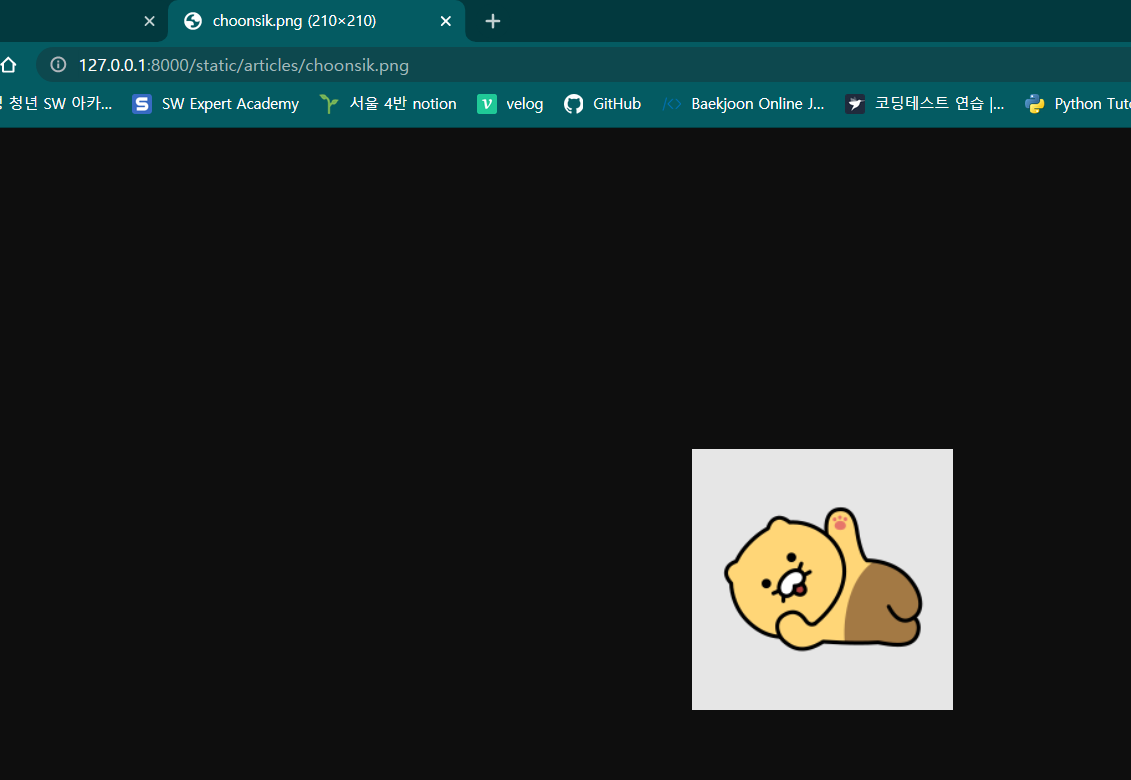 choonsik.png (210×210)
127.0.0.1:8000/static/articles/choonsik.png
청년 SW 아카... SW Expert Academy 서울 4반 notion velog GitHub Baekjoon Online J... 코딩테스트 연습 |... Python Tut